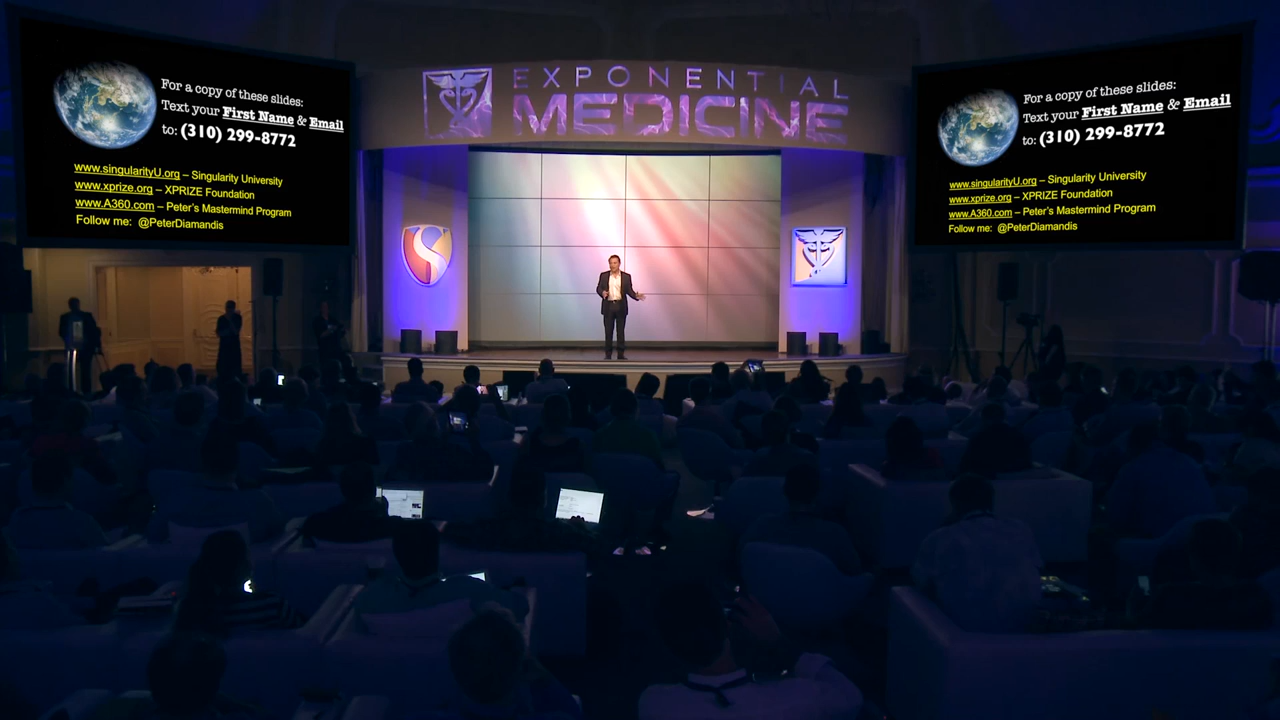 For a copy of these slides:
Text your First Name & Email
to: (310) 299-8772
www.singularityU.org – Singularity University
www.xprize.org – XPRIZE Foundation
www.A360.com – Peter's Mastermind Program
Follow me: @PeterDiamandis
EXPONENTIAL
MEDICINE
For a copy of these slides:
Text your First Name & Email
to: (310) 299-8772
www.singularityU.org – Singularity University
www.xprize.org – XPRIZE Foundation
www.A360.com – Peter's Mastermind Program
Follow me: @PeterDiamandis